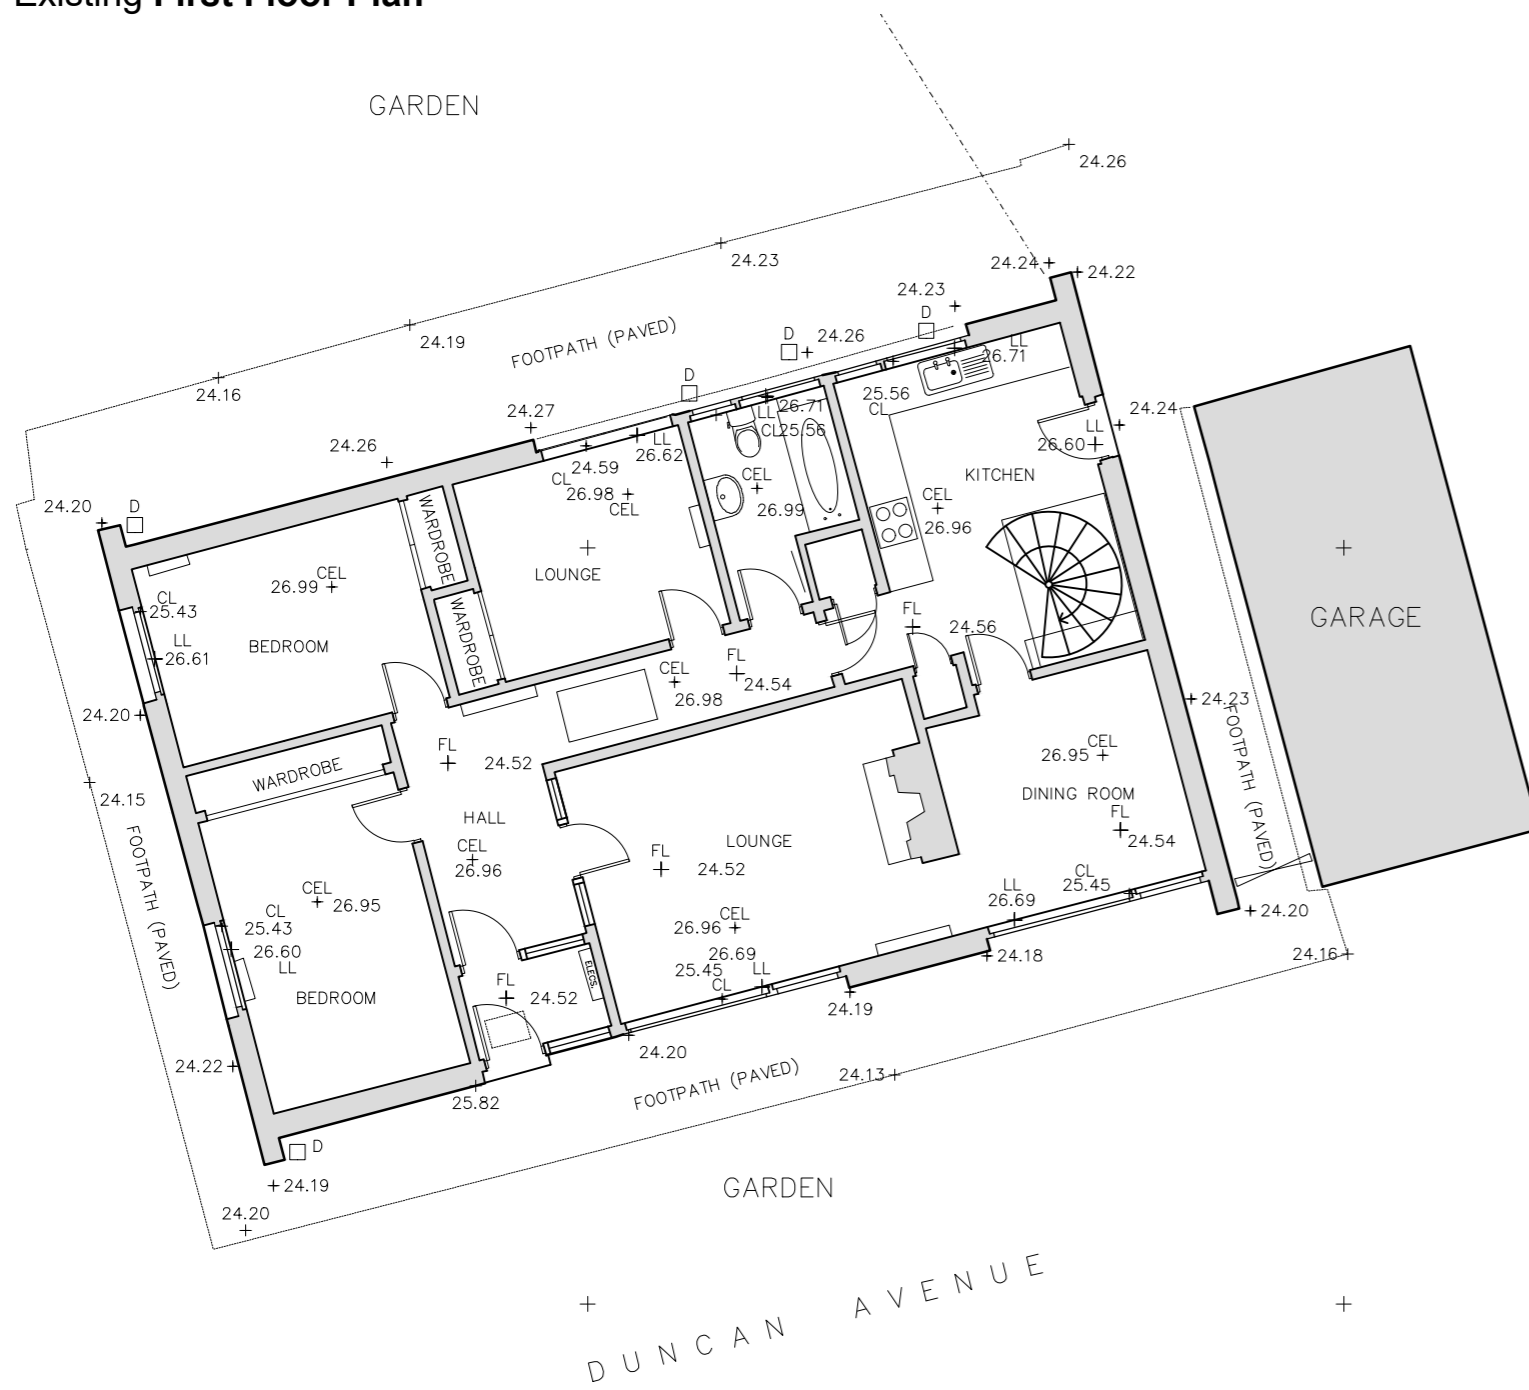 Existing First Floor Plan
GARDEN
24.26
24.23
24.24
24.22
24.23
D
24.19
FOOTPATH (PAVED)
D
24.26
LL
26.71
24.16
D
24.27
25.56
CL
24.24
LL
26.71
CL
25.56
LL
26.60
24.26
LL
26.62
24.59
CL
26.98
CEL
KITCHEN
CEL
26.99
CEL
26.96
24.20
D
WARDROBE
LOUNGE
CEL
26.99
CL
25.43
LL
26.61
BEDROOM
WARDROBE
FL
24.56
GARAGE
FL
24.54
CEL
26.98
24.20
24.23
FOOTPATH (PAVED)
FL
24.52
CEL
26.95
WARDROBE
24.15
DINING ROOM
FL
24.54
HALL
LOUNGE
FOOTPATH (PAVED)
CEL
26.96
FL
24.52
CL
25.45
LL
26.69
CEL
26.95
CL
25.43
26.60
LL
24.20
CEL
26.96
26.69
LL
25.45
CL
24.18
24.16
ELECS.
BEDROOM
FL
24.52
24.19
24.20
24.22
FOOTPATH (PAVED)
24.13
25.82
D
24.19
GARDEN
24.20
DUNCAN AVENUE